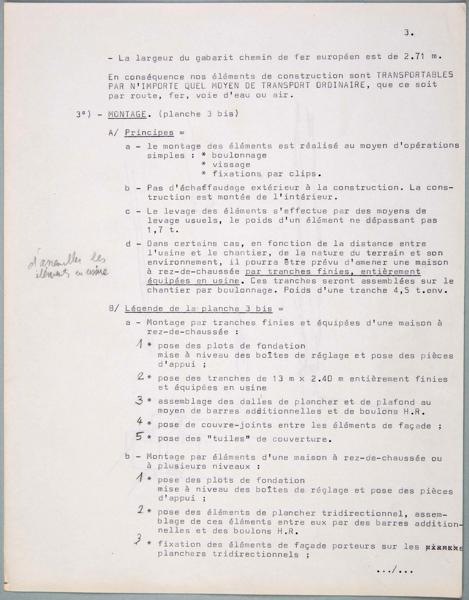 3.
- La largeur du gabarit chemin de fer européen est de 2.71 m.
En conséquence nos éléments de construction sont TRANSPORTABLES
PAR N'IMPORTE QUEL MOYEN DE TRANSPORT ORDINAIRE, que ce soit
par route, fer, voie d'eau ou air.
3°) - MONTAGE. (planche 3 bis)
A/ Principes =
a - le montage des éléments est réalisé au moyen d'opérations
simples : * boulonnage
* vissage
* fixations par clips.
b - Pas d'échaffaudage extérieur à la construction. La cons-
truction est montée de l'intérieur.
c - Le levage des éléments s'effectue par des moyens de
levage usuels, le poids d'un élément ne dépassant pas
1,7 t.
d - Dans certains cas, en fonction de la distance entre
l'usine et le chantier, de la nature du terrain et son
environnement, il pourra être prévu d'amener une maison
à rez-de-chaussée par tranches finies, entièrement
équipées en usine. Ces tranches seront assemblées sur le
chantier par boulonnage. Poids d'une tranche 4,5 t.env.
d'assembler les
éléments en usine
B/ Légende de la planche 3 bis =
a - Montage par tranches finies et équipées d'une maison à
rez-de-chaussée :
1 * pose des plots de fondation
mise à niveau des boîtes de réglage et pose des pièces
d'appui ;
2 * pose des tranches de 13 m x 2.40 m entièrement finies
et équipées en usine
3 * assemblage des dalles de plancher et de plafond au
moyen de barres additionnelles et de boulons H.R.
4 * pose de couvre-joints entre les éléments de façade ;
5 * pose des "tuiles" de couverture.
b - Montage par éléments d'une maison à rez-de-chaussée ou
à plusieurs niveaux :
1 * pose des plots de fondation
mise à niveau des boîtes de réglage et pose des pièces
d'appui ;
2 * pose des éléments de plancher tridirectionnel, assem-
blage de ces éléments entre eux par des barres addition-
nelles et des boulons H.R.
3 * fixation des éléments de façade porteurs sur les
planchers tridirectionnels ;
.../...